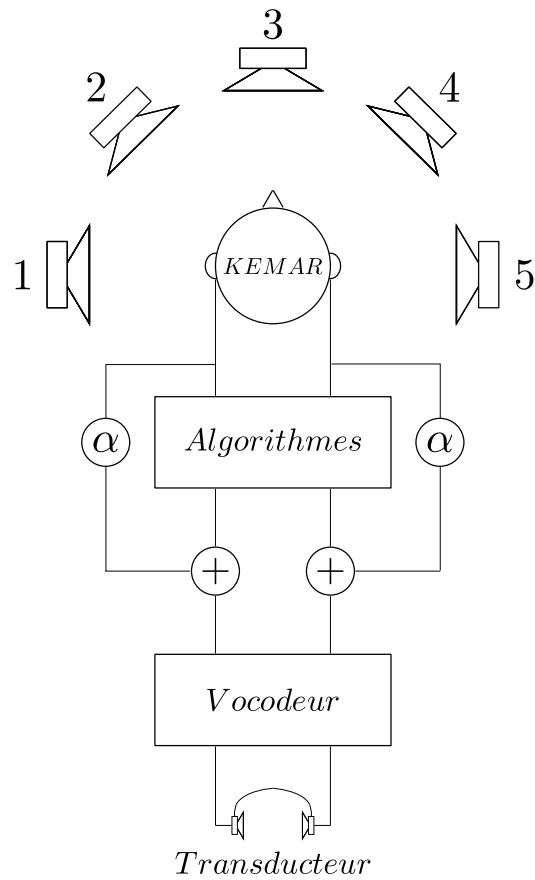 3
2
4
1
KEMAR
5
α
Algorithmes
α
+
+
Vocodeur
Transducteur